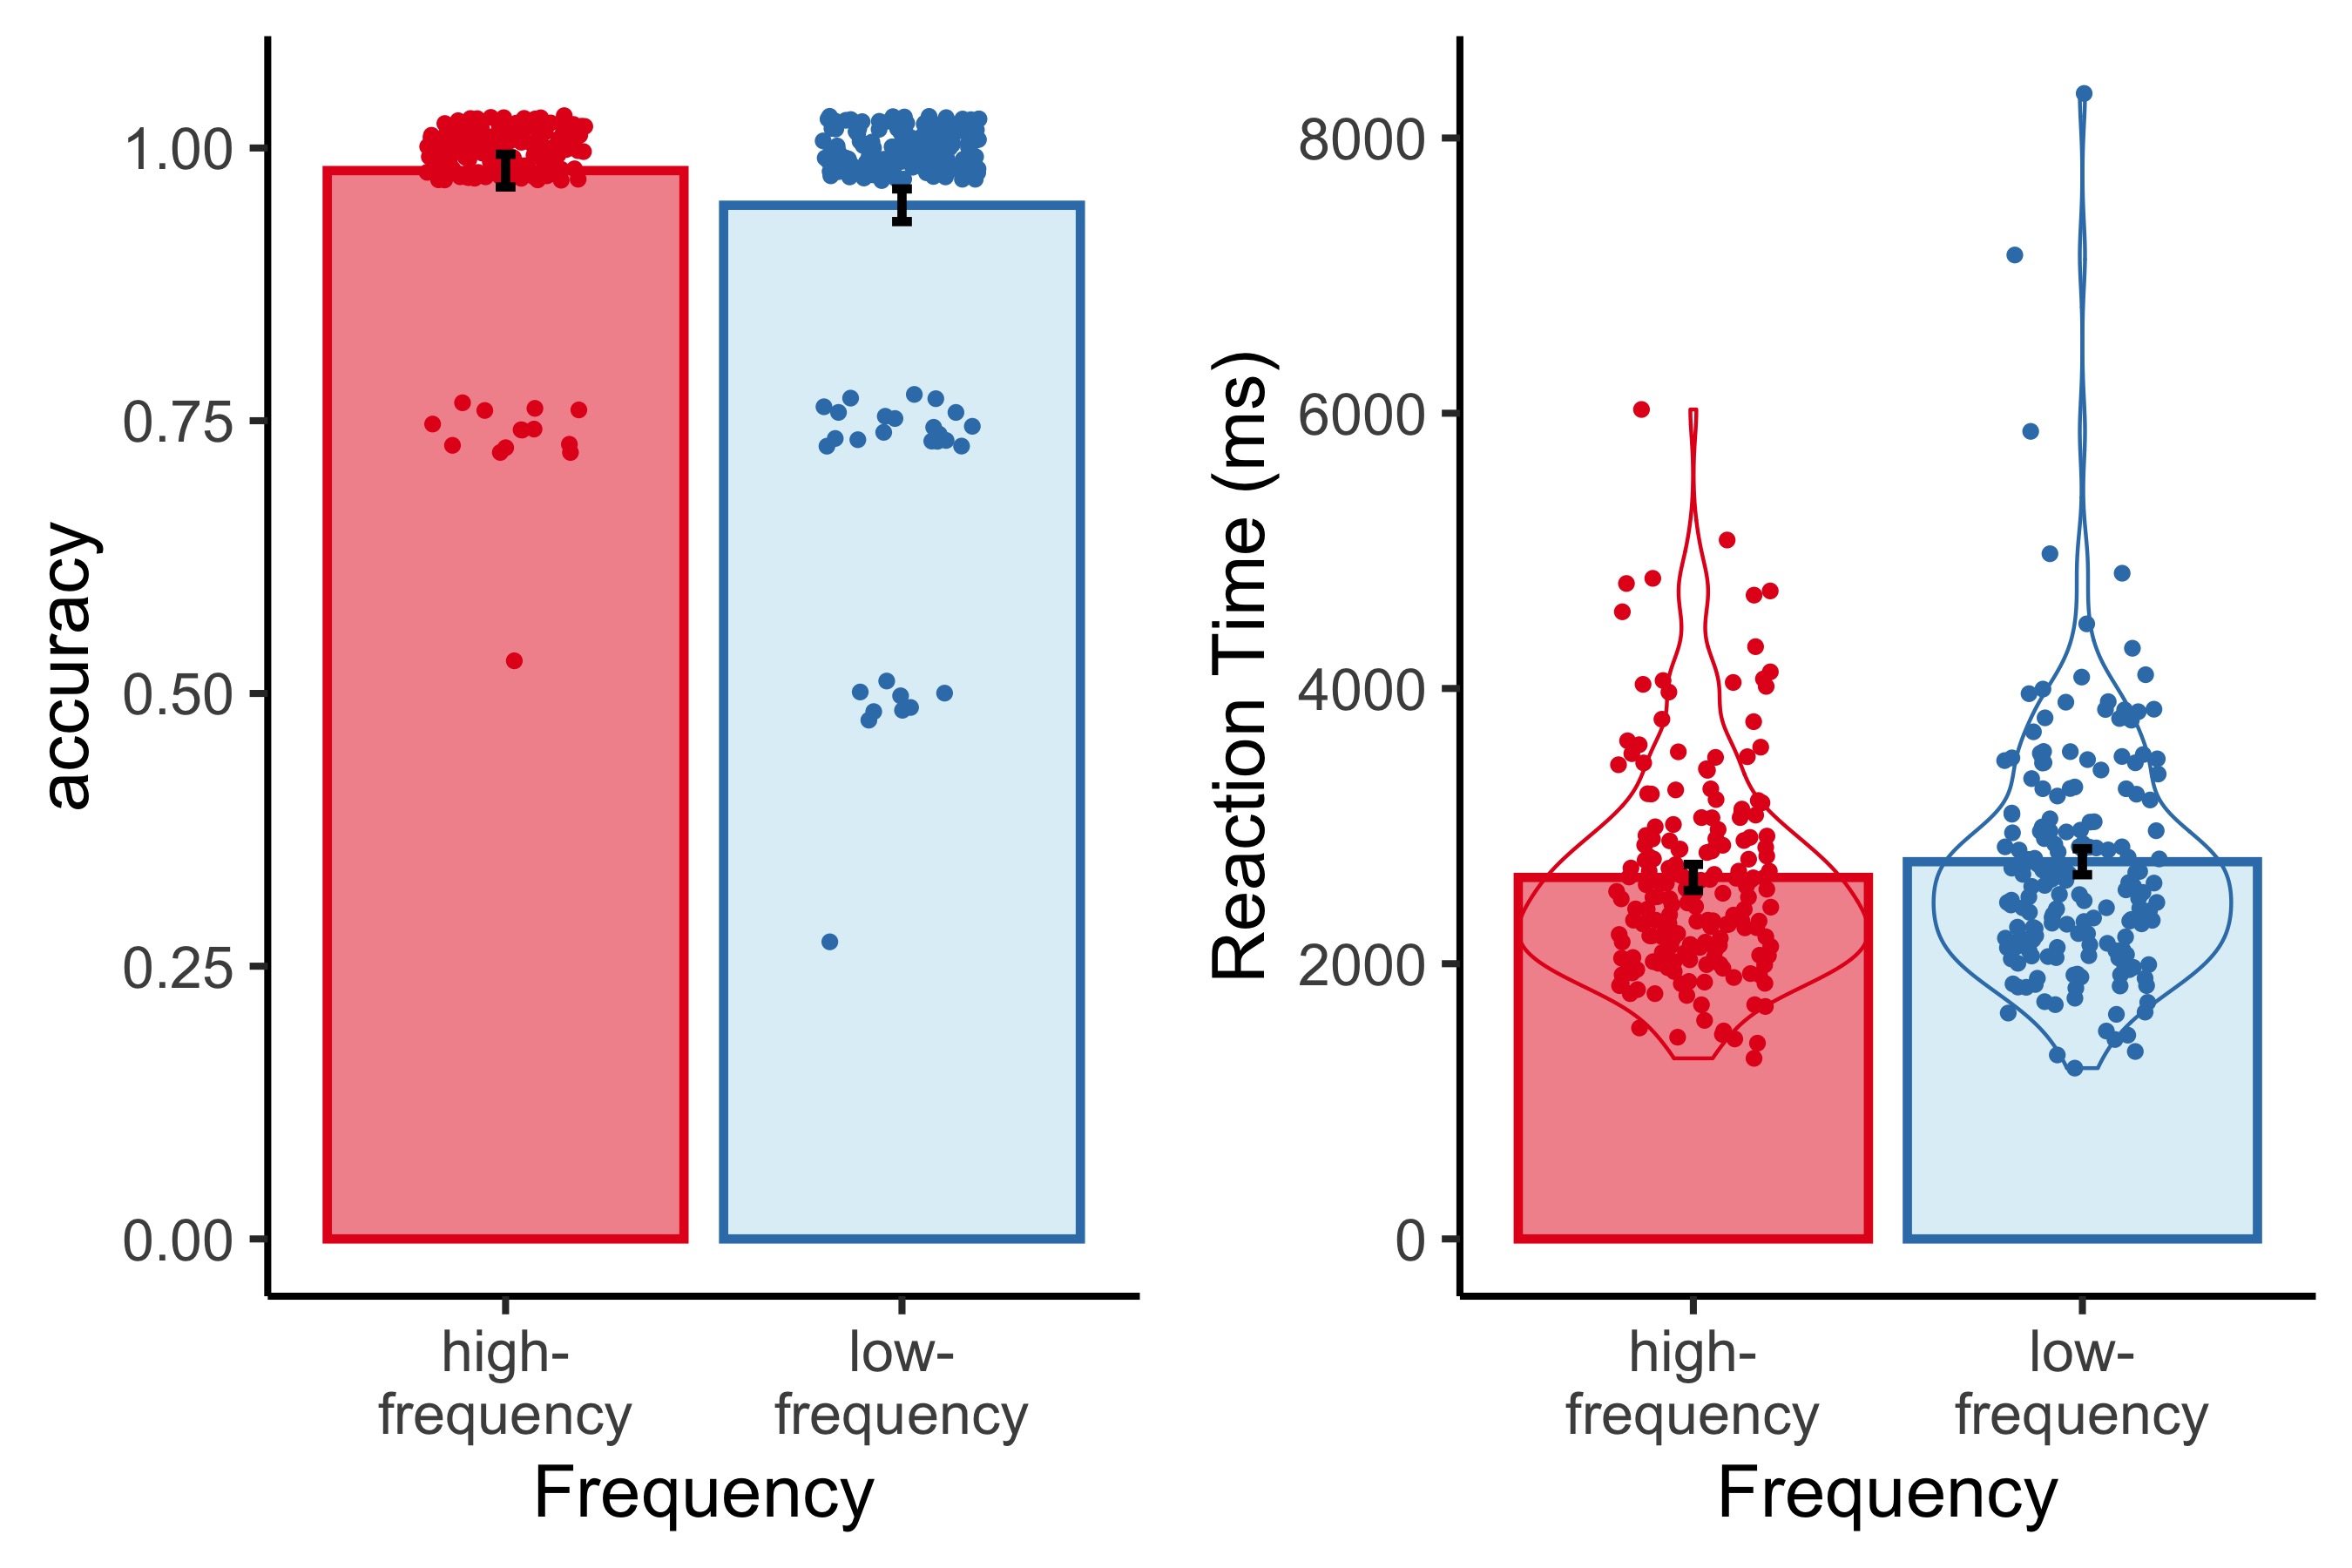 accuracy
1.00
0.75
0.50
0.25
0.00
high-
frequency
low-
frequency
Frequency
Reaction Time (ms)
8000
6000
4000
2000
0
high-
frequency
low-
frequency
Frequency